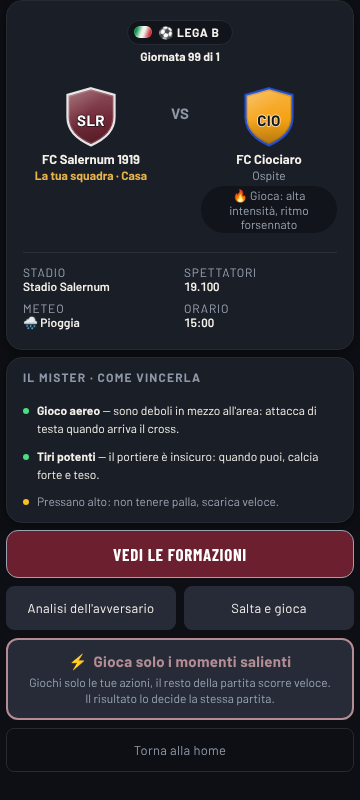 LEGA B
Giornata 99 di 1
SLR
VS
CIO
FC Salernum 1919
FC Ciociaro
La tua squadra · Casa
Ospite
Gioca: alta
intensità, ritmo
forsennato
STADIO
SPETTATORI
Stadio Salernum
19.100
METEO
ORARIO
Pioggia
15:00
IL MISTER · COME VINCERLA
Gioco aereo — sono deboli in mezzo all'area: attacca di
testa quando arriva il cross.
Tiri potenti — il portiere è insicuro: quando puoi, calcia
forte e teso.
Pressano alto: non tenere palla, scarica veloce.
VEDI LE FORMAZIONI
Analisi dell'avversario
Salta e gioca
Gioca solo i momenti salienti
Giochi solo le tue azioni, il resto della partita scorre veloce.
Il risultato lo decide la stessa partita.
Torna alla home